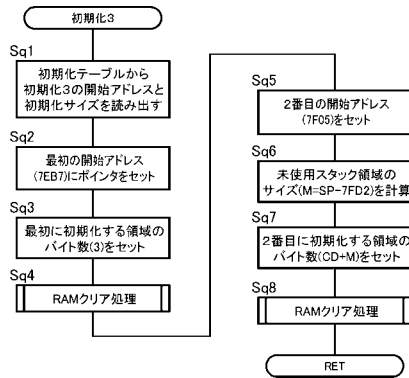 初期化3
Sq1
初期化テーブルから
初期化3の開始アドレスと
初期化サイズを読み出す
Sq2
最初の開始アドレス
(7EB7)にポインタをセット
Sq3
最初に初期化する領域の
バイト数(3)をセット
Sq4
RAMクリア処理
Sq5
2番目の開始アドレス
(7F05)をセット
Sq6
未使用スタック領域の
サイズ(M=SP-7FD2)を計算
Sq7
2番目に初期化する領域の
バイト数(CD+M)をセット
Sq8
RAMクリア処理
RET